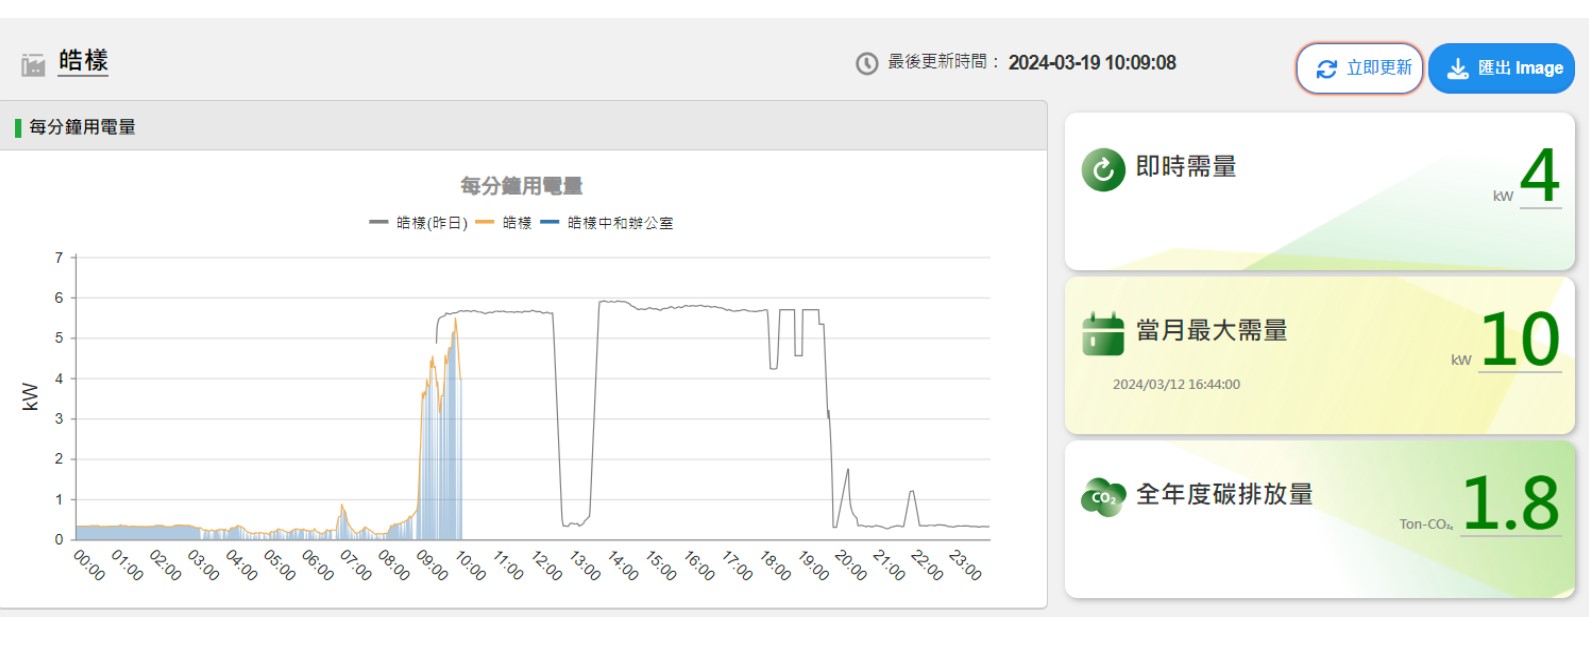 皓樣
最後更新時間： 2024-03-19 10:09:08
立即更新
匯出 Image
每分鐘用電量
每分鐘用電量
皓樣(昨日) 皓樣 皓樣中和辦公室
kW
7
6
5
4
3
2
1
0
00:00 01:00 02:00 03:00 04:00 05:00 06:00 07:00 08:00 09:00 10:00 11:00 12:00 13:00 14:00 15:00 16:00 17:00 18:00 19:00 20:00 21:00 22:00 23:00
即時需量
kW 4
當月最大需量
kW 10
2024/03/12 16:44:00
CO₂ 全年度碳排放量
Ton-CO₂ₑ 1.8